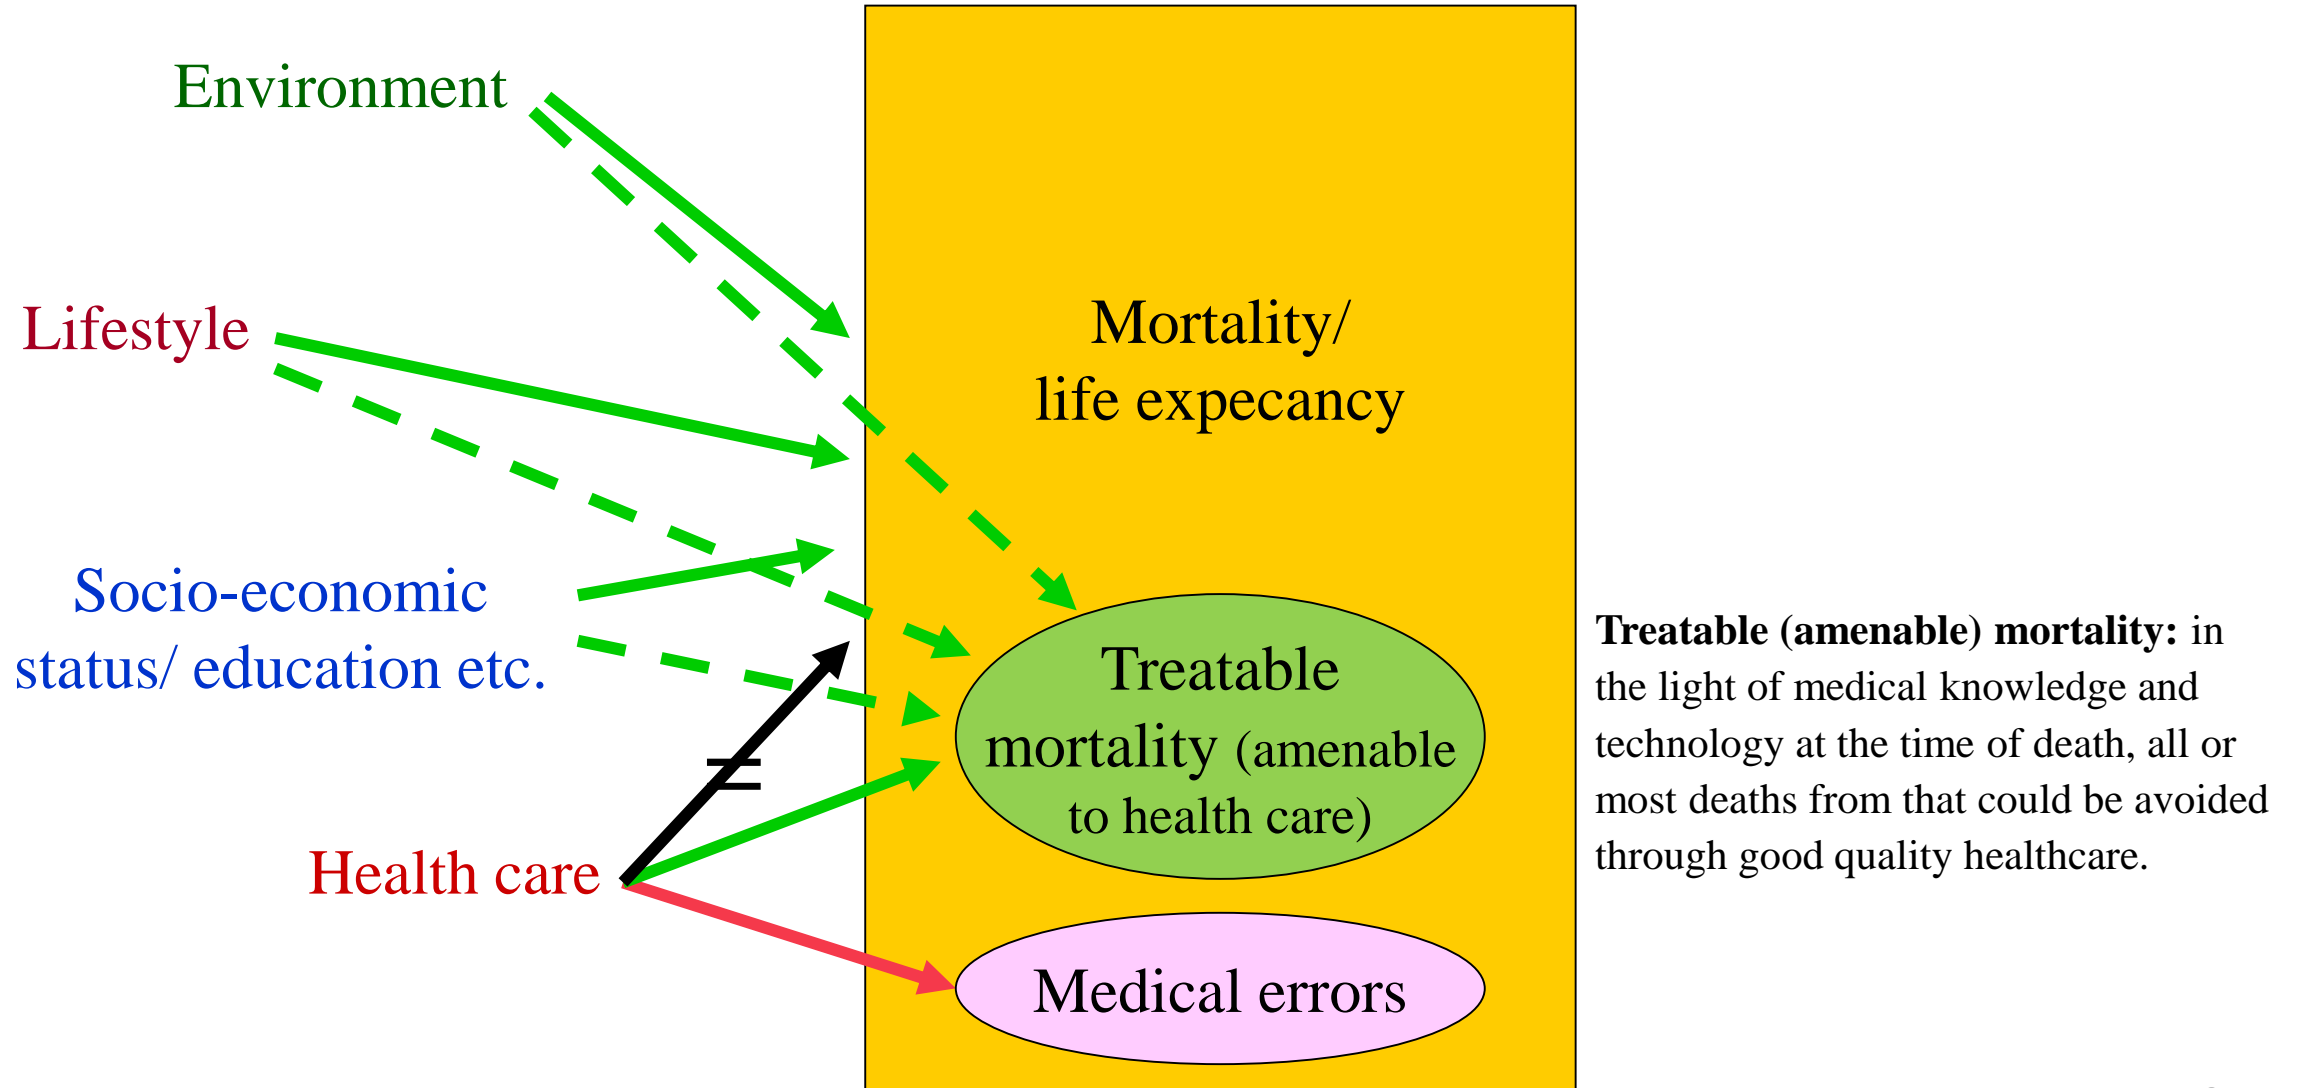 Environment
Lifestyle
Socio-economic
status/ education etc.
Health care
Mortality/
life expecancy
Treatable
mortality (amenable
to health care)
Medical errors
Treatable (amenable) mortality: in
the light of medical knowledge and
technology at the time of death, all or
most deaths from that could be avoided
through good quality healthcare.